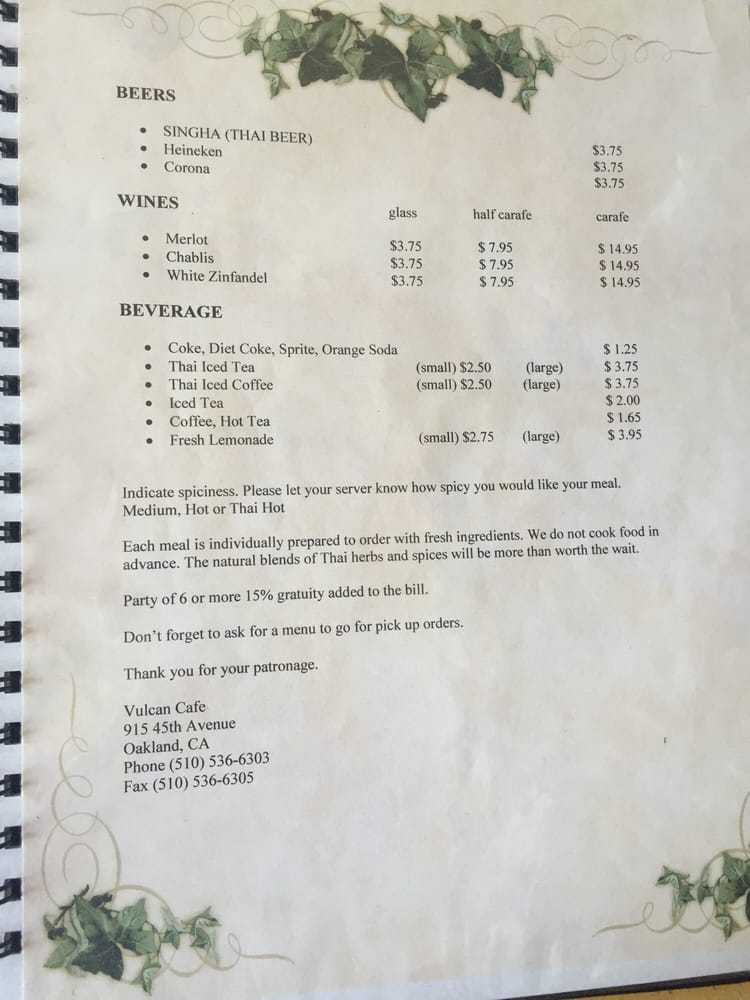 BEERS
• SINGHA (THAI BEER) $3.75
• Heineken $3.75
• Corona $3.75
WINES glass half carafe carafe
• Merlot $3.75 $ 7.95 $ 14.95
• Chablis $3.75 $ 7.95 $ 14.95
• White Zinfandel $3.75 $ 7.95 $ 14.95
BEVERAGE
• Coke, Diet Coke, Sprite, Orange Soda $ 1.25
• Thai Iced Tea (small) $2.50 (large) $ 3.75
• Thai Iced Coffee (small) $2.50 (large) $ 3.75
• Iced Tea $ 2.00
• Coffee, Hot Tea $ 1.65
• Fresh Lemonade (small) $2.75 (large) $ 3.95
Indicate spiciness. Please let your server know how spicy you would like your meal.
Medium, Hot or Thai Hot
Each meal is individually prepared to order with fresh ingredients. We do not cook food in
advance. The natural blends of Thai herbs and spices will be more than worth the wait.
Party of 6 or more 15% gratuity added to the bill.
Don't forget to ask for a menu to go for pick up orders.
Thank you for your patronage.
Vulcan Cafe
915 45th Avenue
Oakland, CA
Phone (510) 536-6303
Fax (510) 536-6305